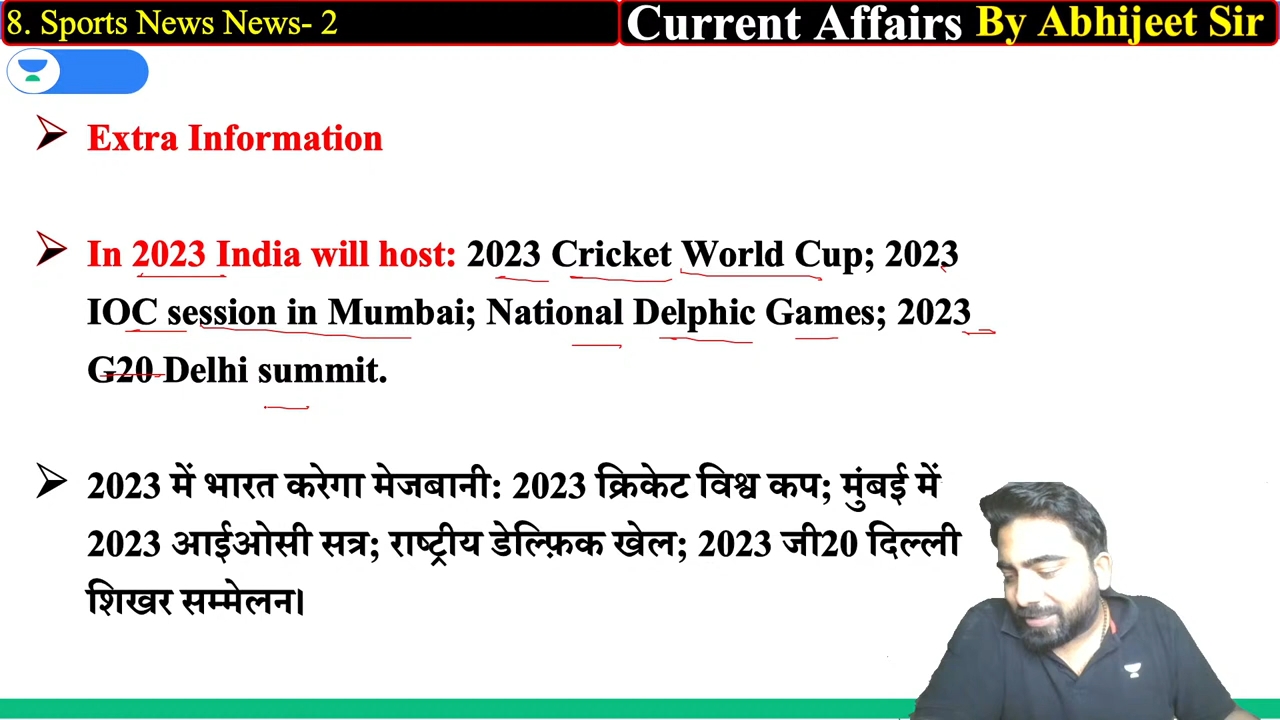 8. Sports News News- 2
Current Affairs By Abhijeet Sir
Extra Information
In 2023 India will host: 2023 Cricket World Cup; 2023
IOC session in Mumbai; National Delphic Games; 2023
G20 Delhi summit.
2023 में भारत करेगा मेजबानी: 2023 क्रिकेट विश्व कप; मुंबई में
2023 आईओसी सत्र; राष्ट्रीय डेल्फ़िक खेल; 2023 जी20 दिल्ली
शिखर सम्मेलन।